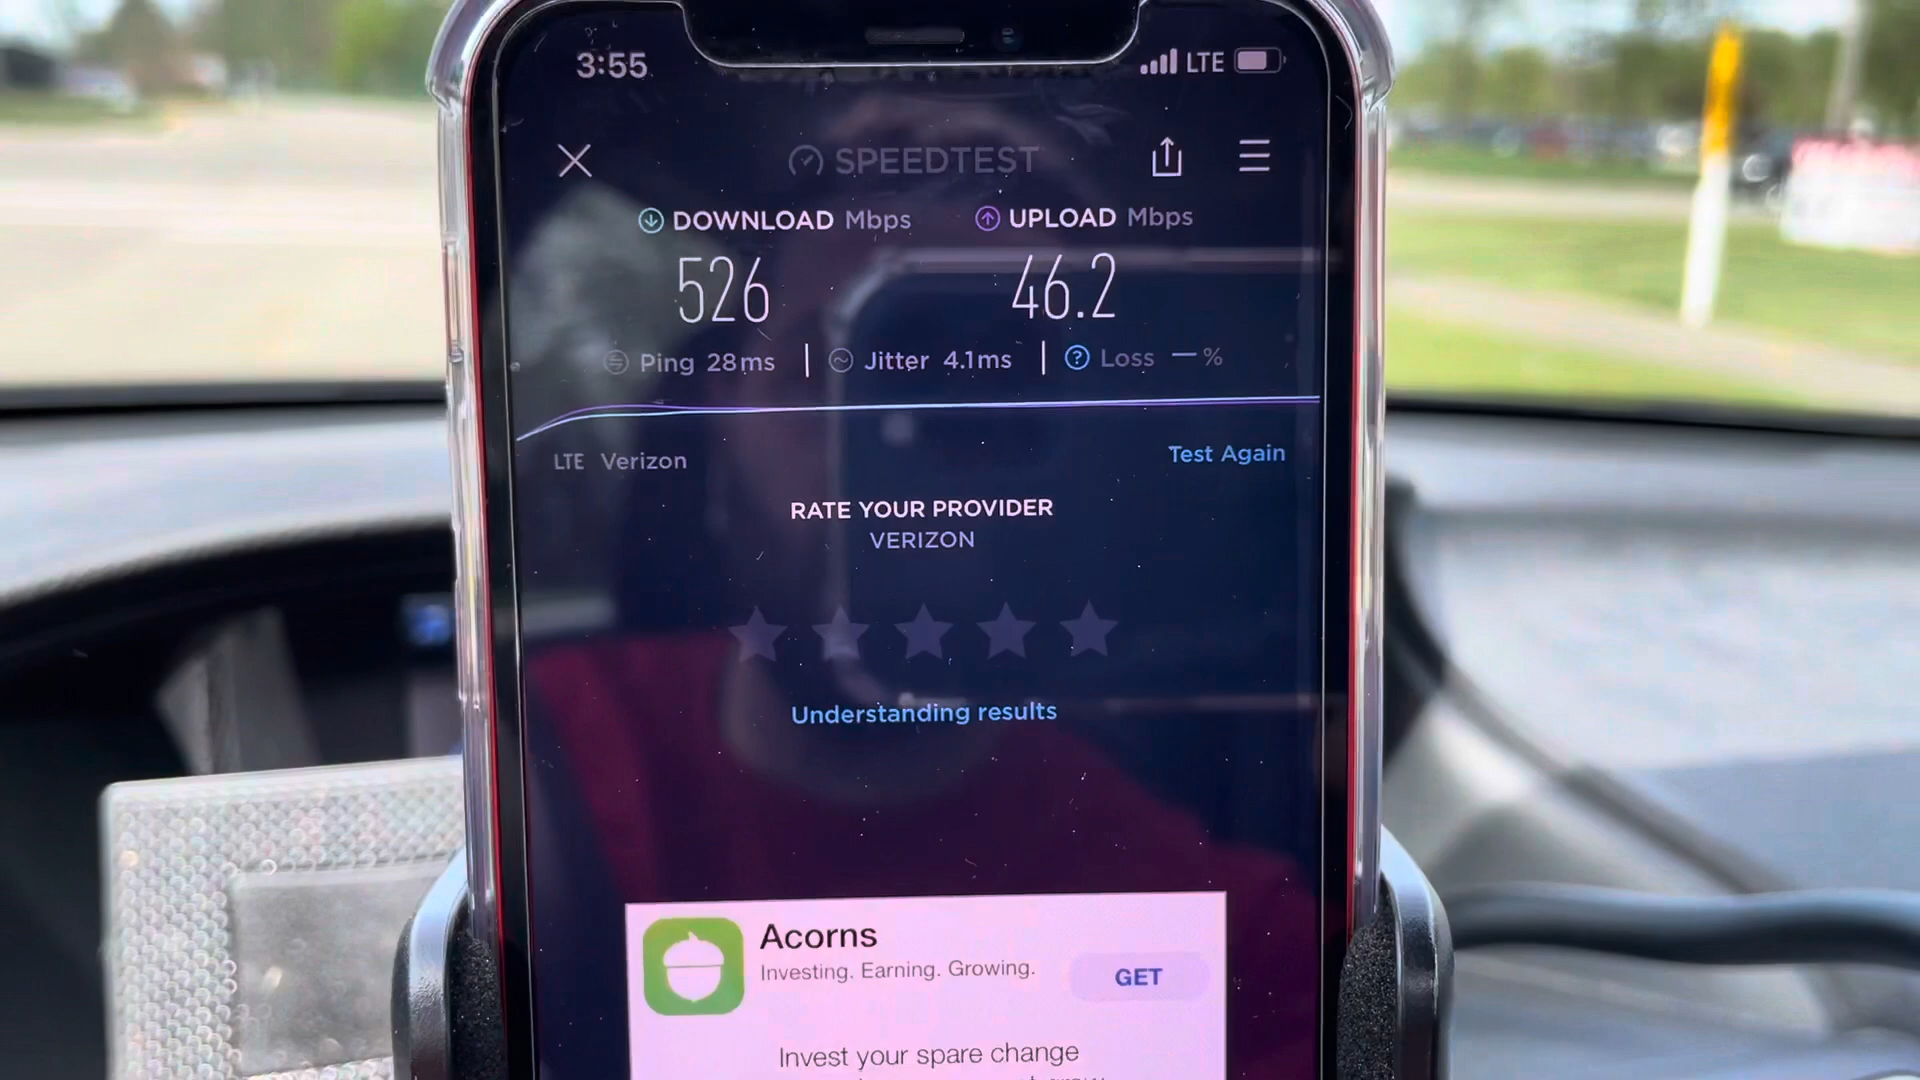 3:55 LTE
SPEEDTEST
DOWNLOAD Mbps UPLOAD Mbps
526 46.2
Ping 28ms Jitter 4.1ms ? Loss — %
LTE Verizon Test Again
RATE YOUR PROVIDER
VERIZON
Understanding results
Acorns
Investing. Earning. Growing.
GET
Invest your spare change